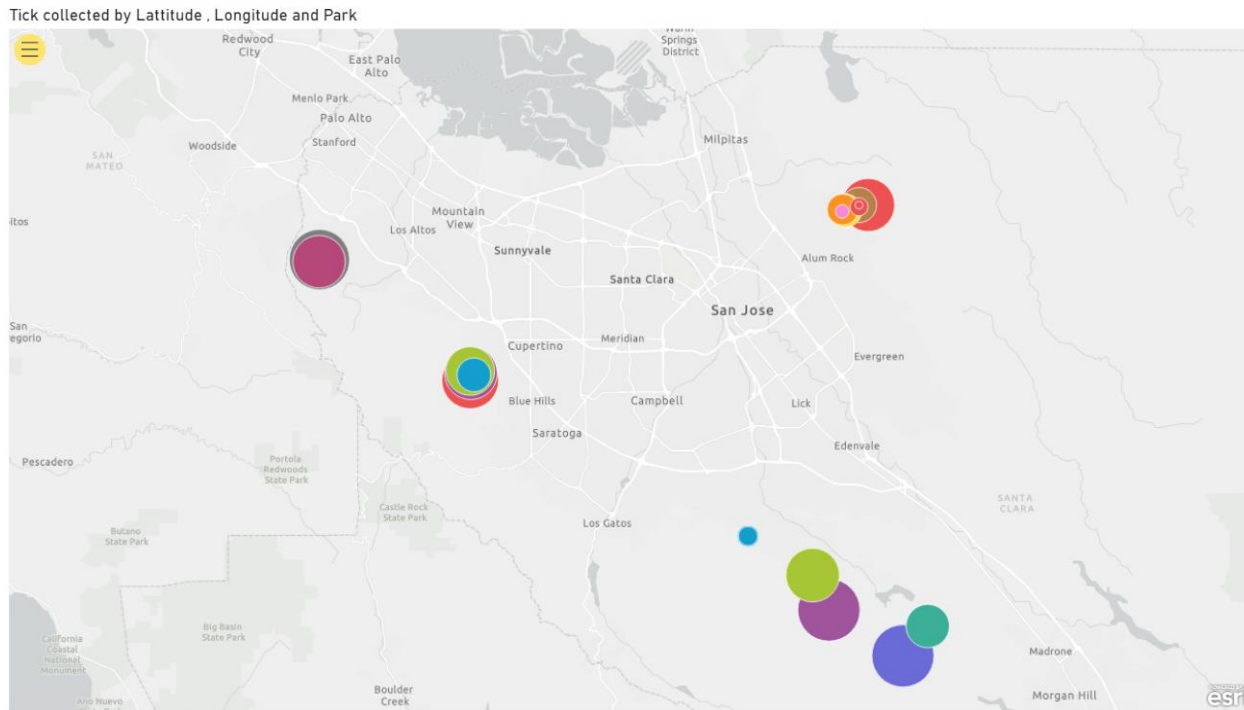 Tick collected by Lattitude , Longitude and Park
Redwood
City
East Palo
Alto
Springs
District
Menlo Park
Palo Alto
Stanford
Milpitas
Woodside
SAN
MATEO
Mountain
View
Los Altos
Sunnyvale
Alum Rock
Santa Clara
San Jose
San
Meridian
Cupertino
Evergreen
Blue Hills
Campbell
Lick
Saratoga
Edenvale
Pescadero
Portola
Redwoods
State Park
SANTA
CLARA
Castle Rock
State Park
Los Gatos
Butano
State Park
Big Basin
State Park
California
Coastal
National
Monument
Madrone
Boulder
Creek
Morgan Hill
esri